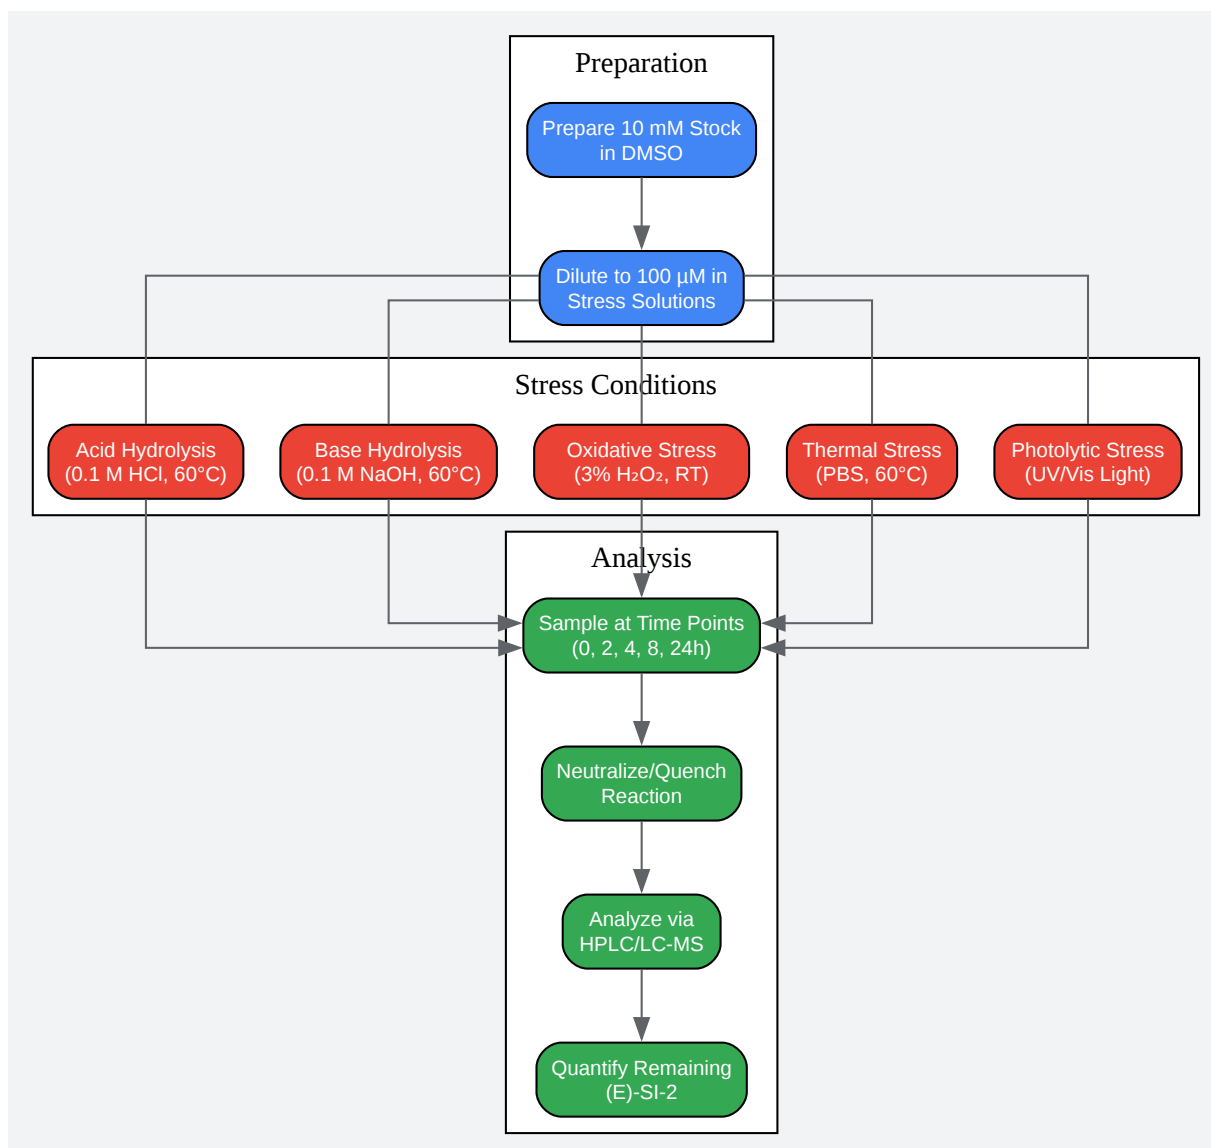 Preparation
Prepare 10 mM Stock
in DMSO
Dilute to 100 µM in
Stress Solutions
Stress Conditions
Acid Hydrolysis
(0.1 M HCl, 60°C)
Base Hydrolysis
(0.1 M NaOH, 60°C)
Oxidative Stress
(3% H₂O₂, RT)
Thermal Stress
(PBS, 60°C)
Photolytic Stress
(UV/Vis Light)
Analysis
Sample at Time Points
(0, 2, 4, 8, 24h)
Neutralize/Quench
Reaction
Analyze via
HPLC/LC-MS
Quantify Remaining
(E)-SI-2